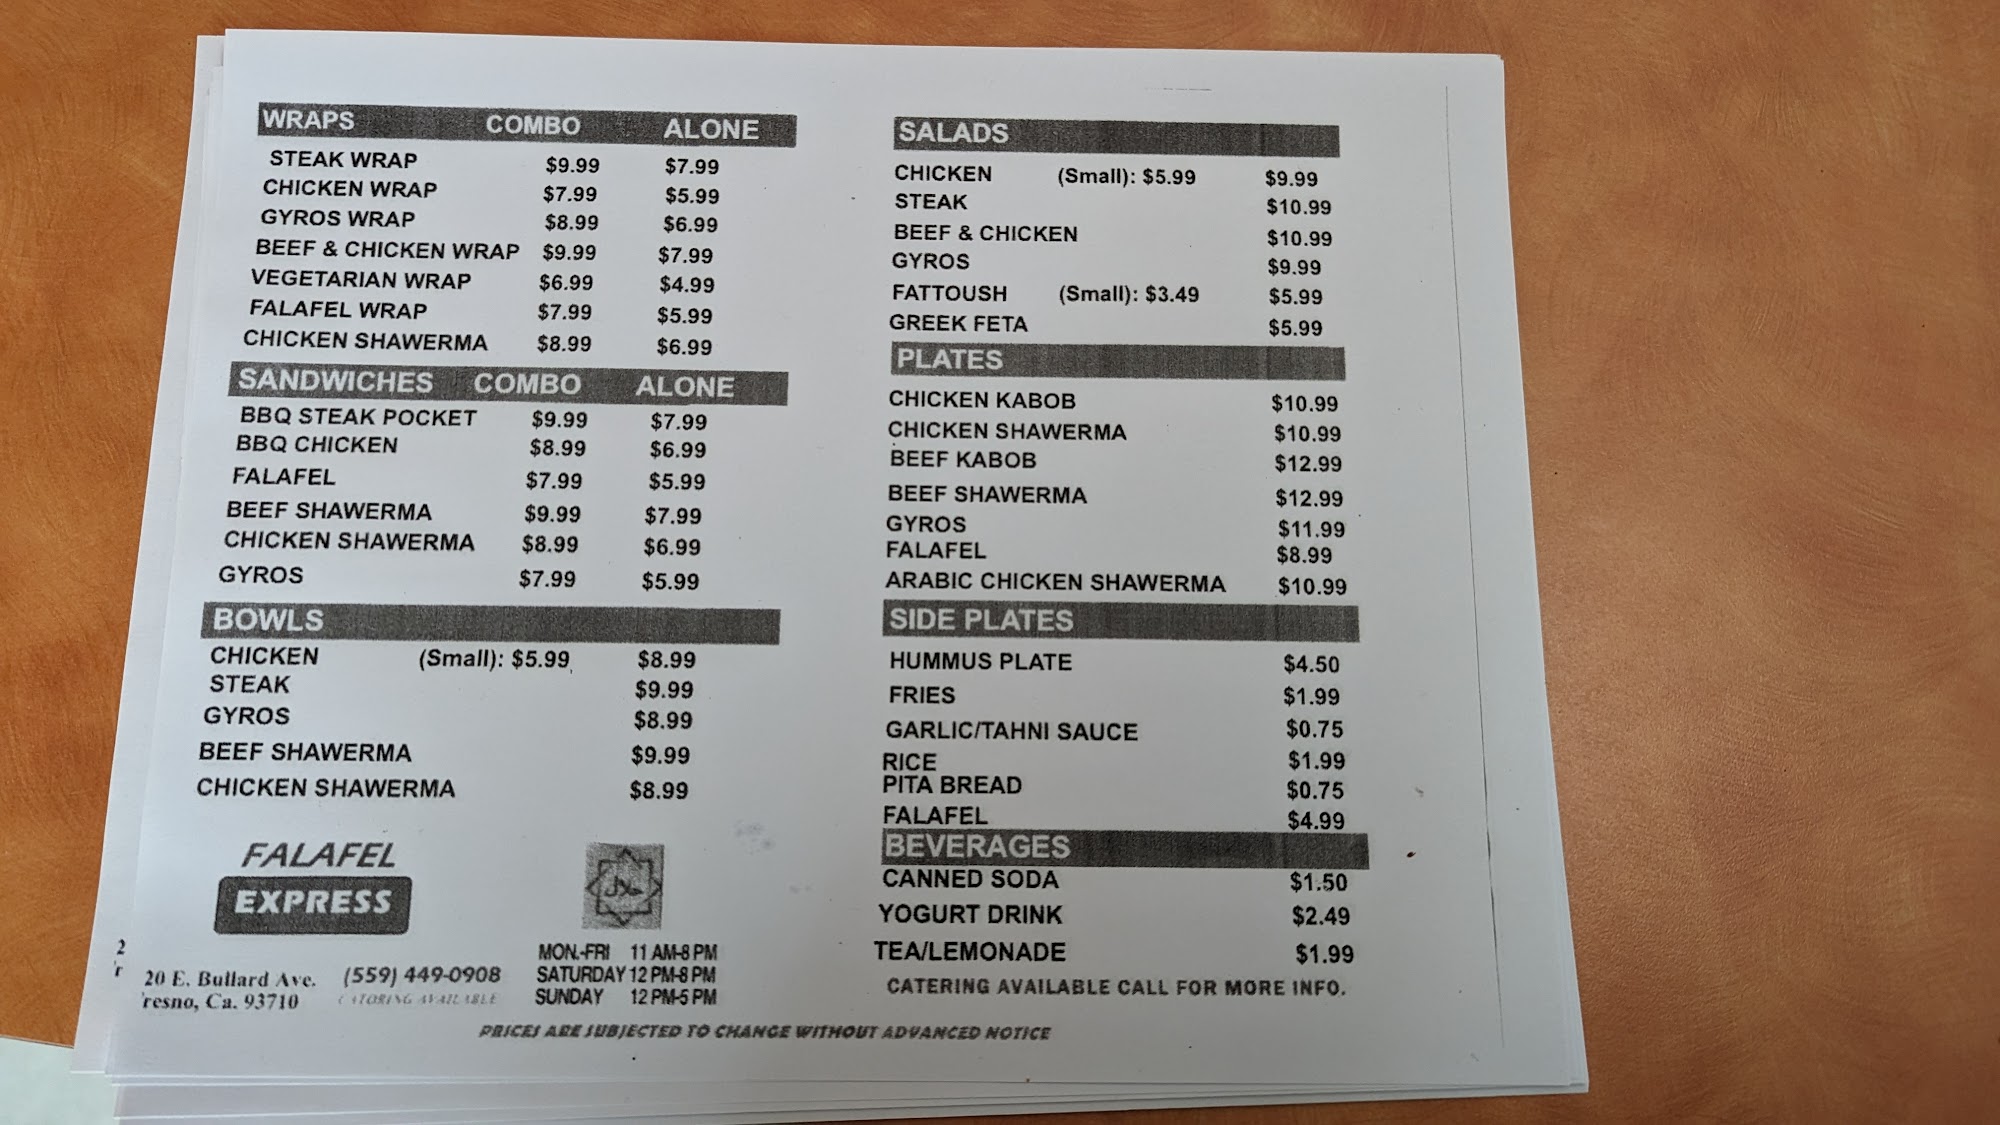 WRAPS COMBO ALONE
STEAK WRAP $9.99 $7.99
CHICKEN WRAP $7.99 $5.99
GYROS WRAP $8.99 $6.99
BEEF & CHICKEN WRAP $9.99 $7.99
VEGETARIAN WRAP $6.99 $4.99
FALAFEL WRAP $7.99 $5.99
CHICKEN SHAWERMA $8.99 $6.99
SANDWICHES COMBO ALONE
BBQ STEAK POCKET $9.99 $7.99
BBQ CHICKEN $8.99 $6.99
FALAFEL $7.99 $5.99
BEEF SHAWERMA $9.99 $7.99
CHICKEN SHAWERMA $8.99 $6.99
GYROS $7.99 $5.99
BOWLS
CHICKEN (Small): $5.99 $8.99
STEAK $9.99
GYROS $8.99
BEEF SHAWERMA $9.99
CHICKEN SHAWERMA $8.99
FALAFEL
EXPRESS
حلال
20 E. Bullard Ave.
'resno, Ca. 93710
(559) 449-0908
CATORING AVAILABLE
MON.-FRI 11 AM-8 PM
SATURDAY 12 PM-8 PM
SUNDAY 12 PM-5 PM
SALADS
CHICKEN (Small): $5.99 $9.99
STEAK $10.99
BEEF & CHICKEN $10.99
GYROS $9.99
FATTOUSH (Small): $3.49 $5.99
GREEK FETA $5.99
PLATES
CHICKEN KABOB $10.99
CHICKEN SHAWERMA $10.99
BEEF KABOB $12.99
BEEF SHAWERMA $12.99
GYROS $11.99
FALAFEL $8.99
ARABIC CHICKEN SHAWERMA $10.99
SIDE PLATES
HUMMUS PLATE $4.50
FRIES $1.99
GARLIC/TAHNI SAUCE $0.75
RICE $1.99
PITA BREAD $0.75
FALAFEL $4.99
BEVERAGES
CANNED SODA $1.50
YOGURT DRINK $2.49
TEA/LEMONADE $1.99
CATERING AVAILABLE CALL FOR MORE INFO.
PRICES ARE SUBJECTED TO CHANGE WITHOUT ADVANCED NOTICE